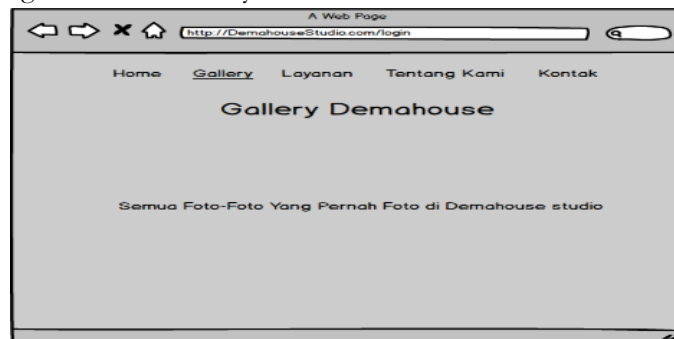 A Web Page
http://DemahouseStudio.com/login
Home Gallery Layanan Tentang Kami Kontak
Gallery Demahouse
Semua Foto-Foto Yang Pernah Foto di Demahouse studio